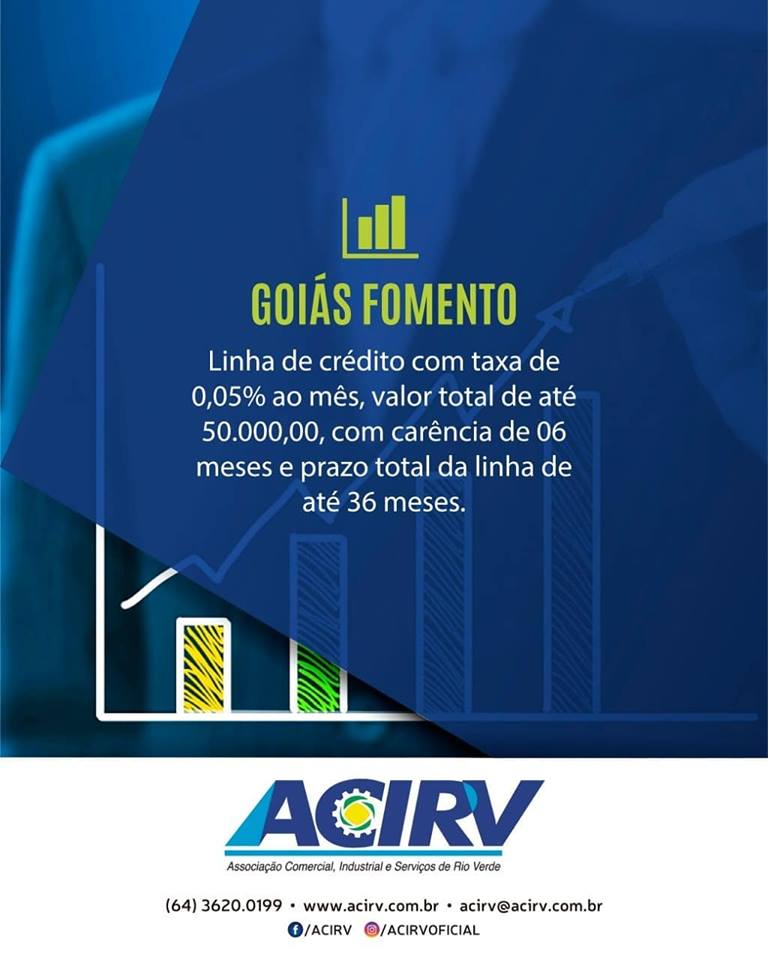 GOIÁS FOMENTO
Linha de crédito com taxa de
0,05% ao mês, valor total de até
50.000,00, com carência de 06
meses e prazo total da linha de
até 36 meses.
ACIRV
Associação Comercial, Industrial e Serviços de Rio Verde
(64) 3620.0199 • www.acirv.com.br • acirv@acirv.com.br
/ACIRV /ACIRVOFICIAL